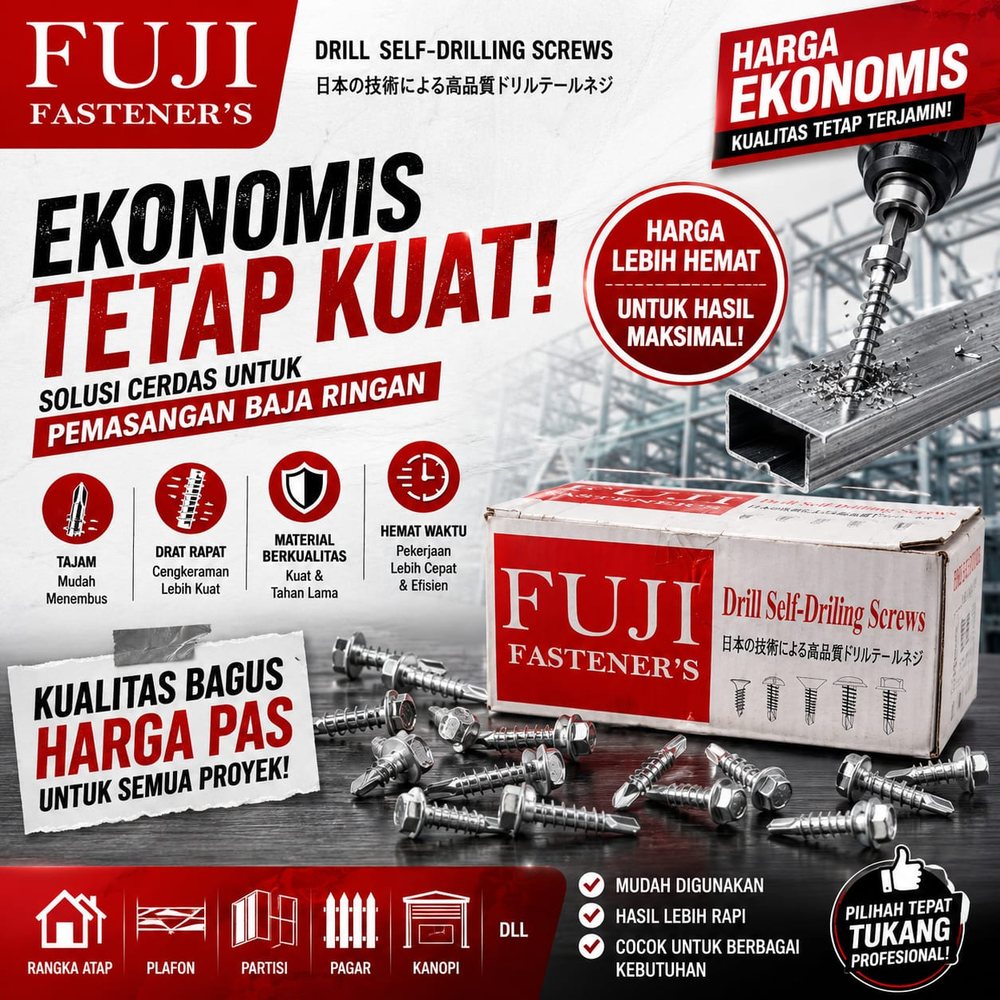 FUJI
FASTENER'S
DRILL SELF-DRILLING SCREWS
日本の技術による高品質ドリルテールネジ
HARGA
EKONOMIS
KUALITAS TETAP TERJAMIN!
EKONOMIS
TETAP KUAT!
SOLUSI CERDAS UNTUK
PEMASANGAN BAJA RINGAN
HARGA
LEBIH HEMAT
UNTUK HASIL
MAKSIMAL!
TAJAM
Mudah
Menembus
DRAT RAPAT
Cengkeraman
Lebih Kuat
MATERIAL
BERKUALITAS
Kuat &
Tahan Lama
HEMAT WAKTU
Pekerjaan
Lebih Cepat
& Efisien
FUJI
FASTENER'S
Drill Self-Drilling Screws
FUJI
FASTENER'S
Drill Self-Driling Screws
日本の技術による高品質ドリルテールネジ
KUALITAS BAGUS
HARGA PAS
UNTUK SEMUA PROYEK!
RANGKA ATAP
PLAFON
PARTISI
PAGAR
KANOPI
DLL
MUDAH DIGUNAKAN
HASIL LEBIH RAPI
COCOK UNTUK BERBAGAI
KEBUTUHAN
PILIHAN TEPAT
TUKANG
PROFESIONAL!